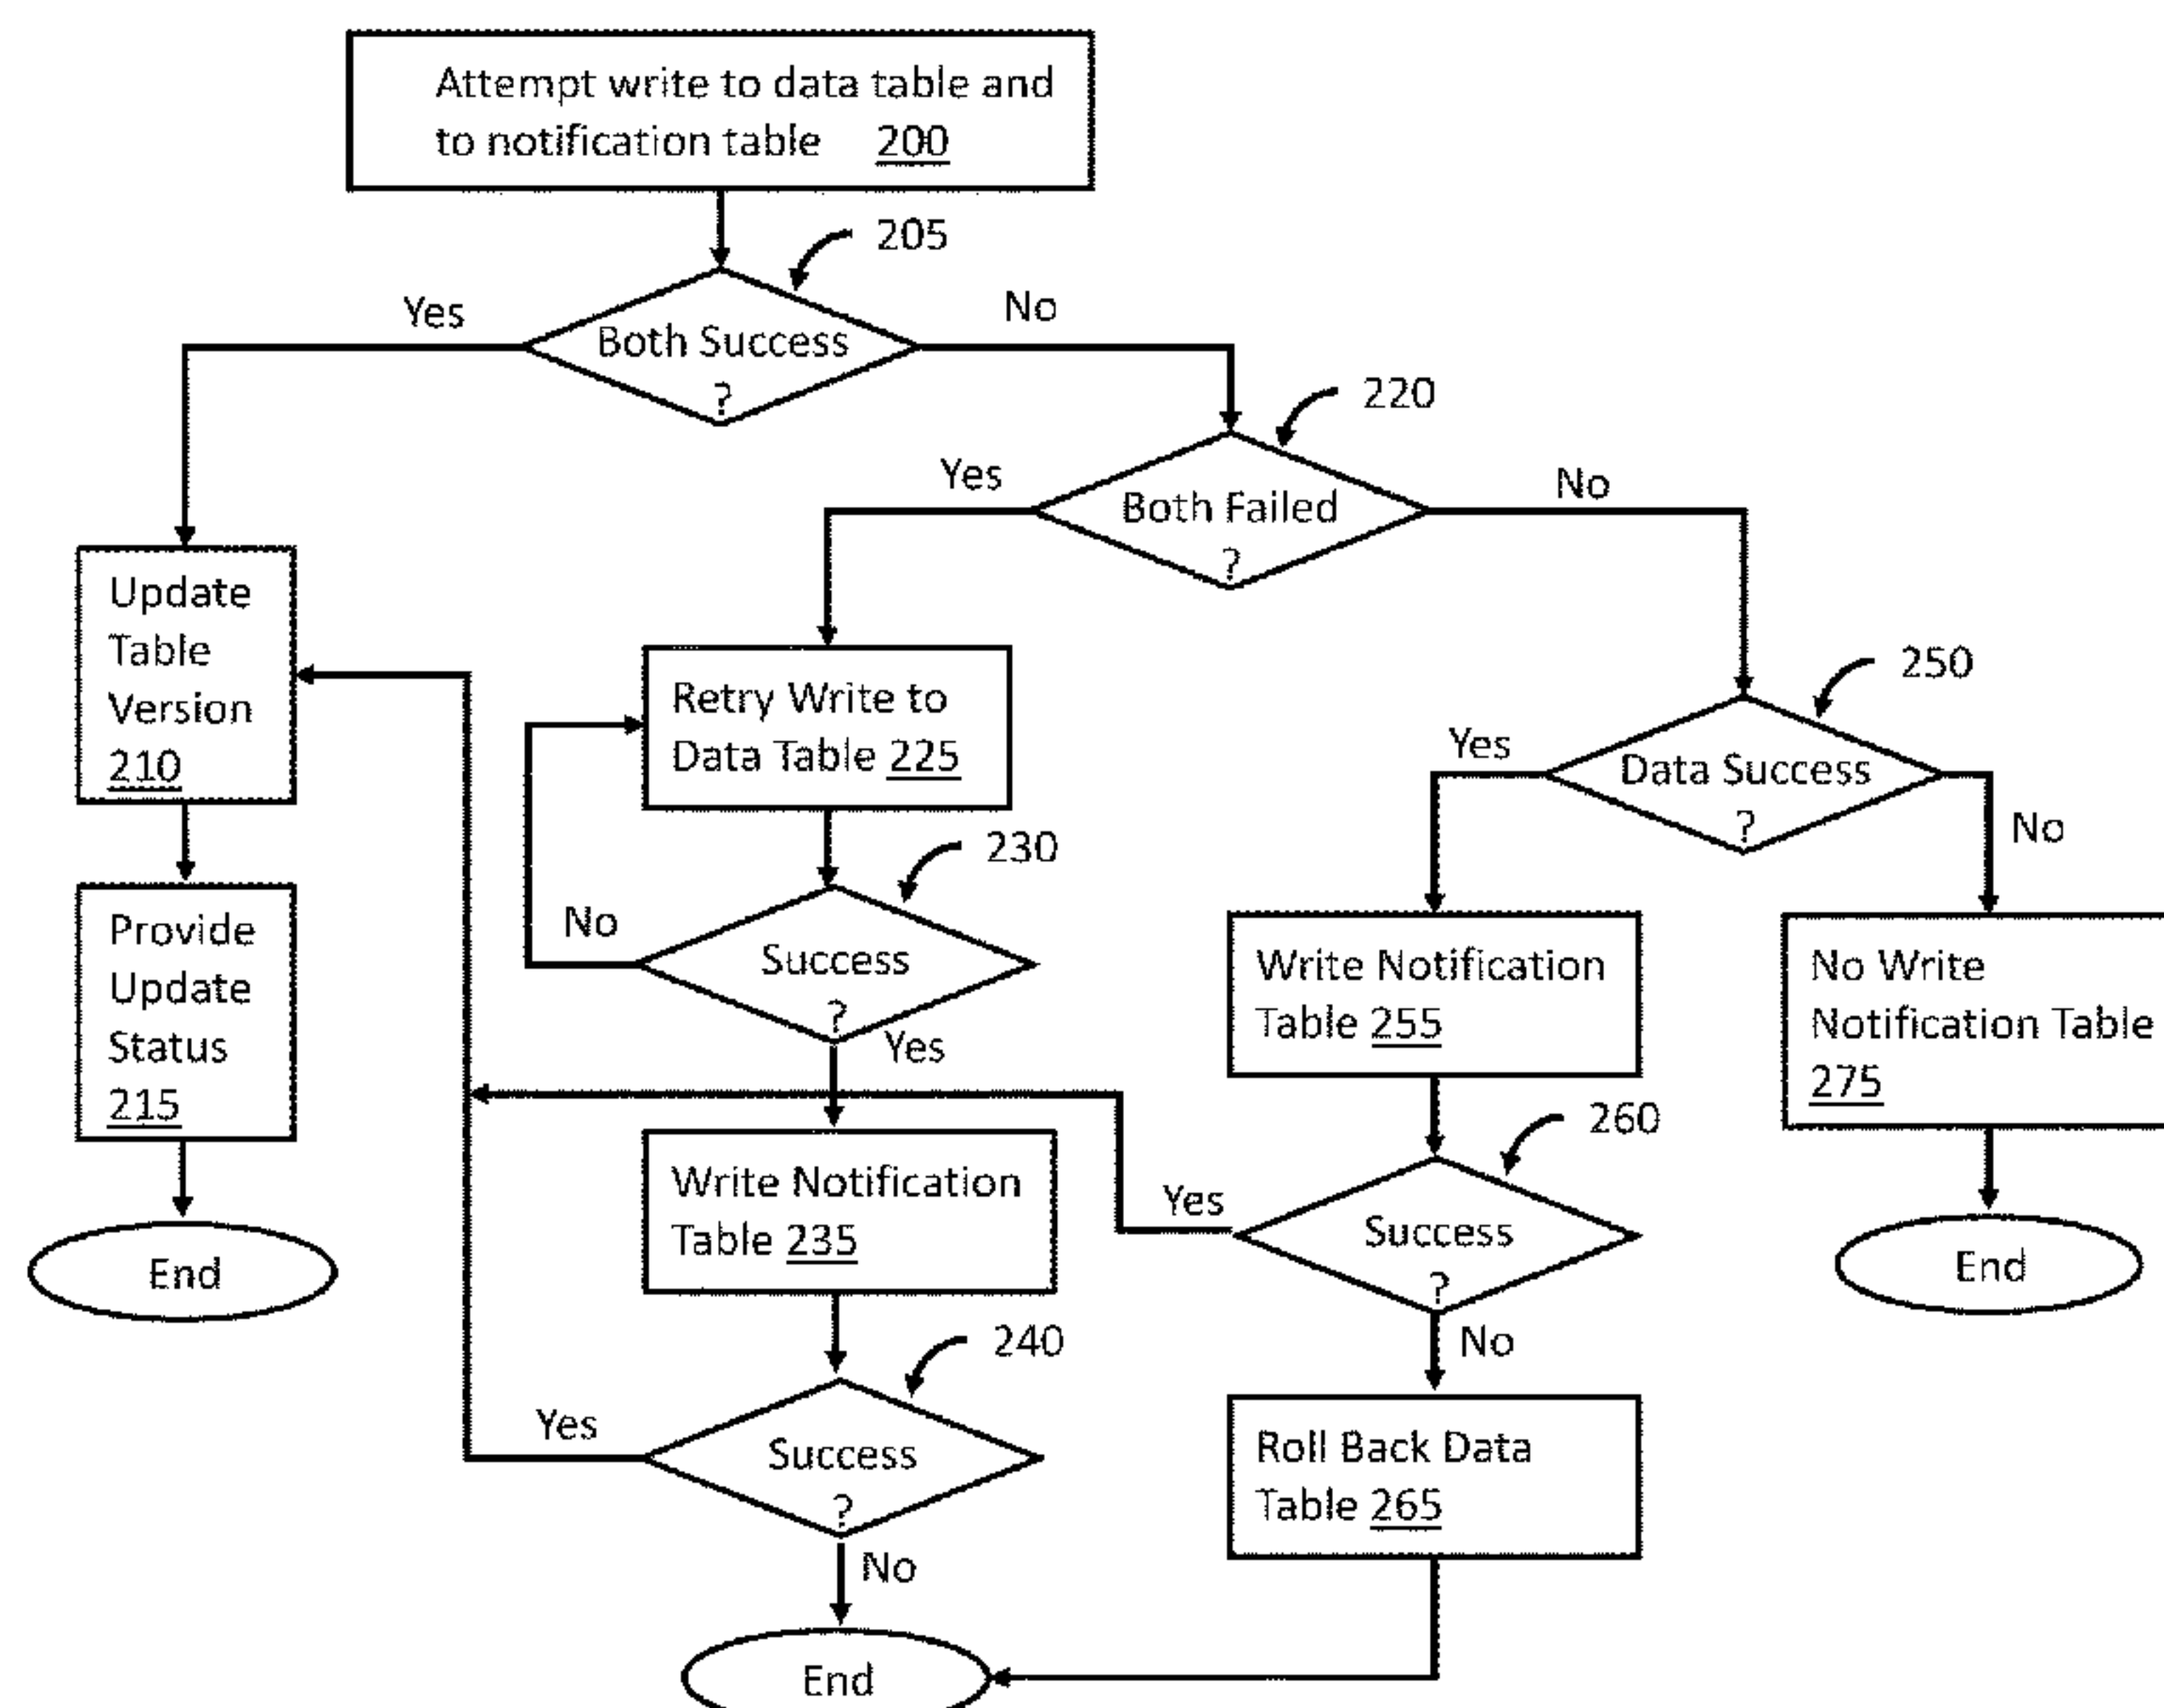 Attempt write to data table and
to notification table 200
205
Yes
No
Both Success
?
220
Yes
No
Both Failed
?
Update
Table
Version
210
Retry Write to
Data Table 225
250
Yes
Data Success
?
No
230
No
Success
?
Yes
Provide
Update
Status
215
Write Notification
Table 255
No Write
Notification Table
275
260
Write Notification
Table 235
Yes
Success
?
No
End
End
240
Yes
Success
?
No
Roll Back Data
Table 265
End